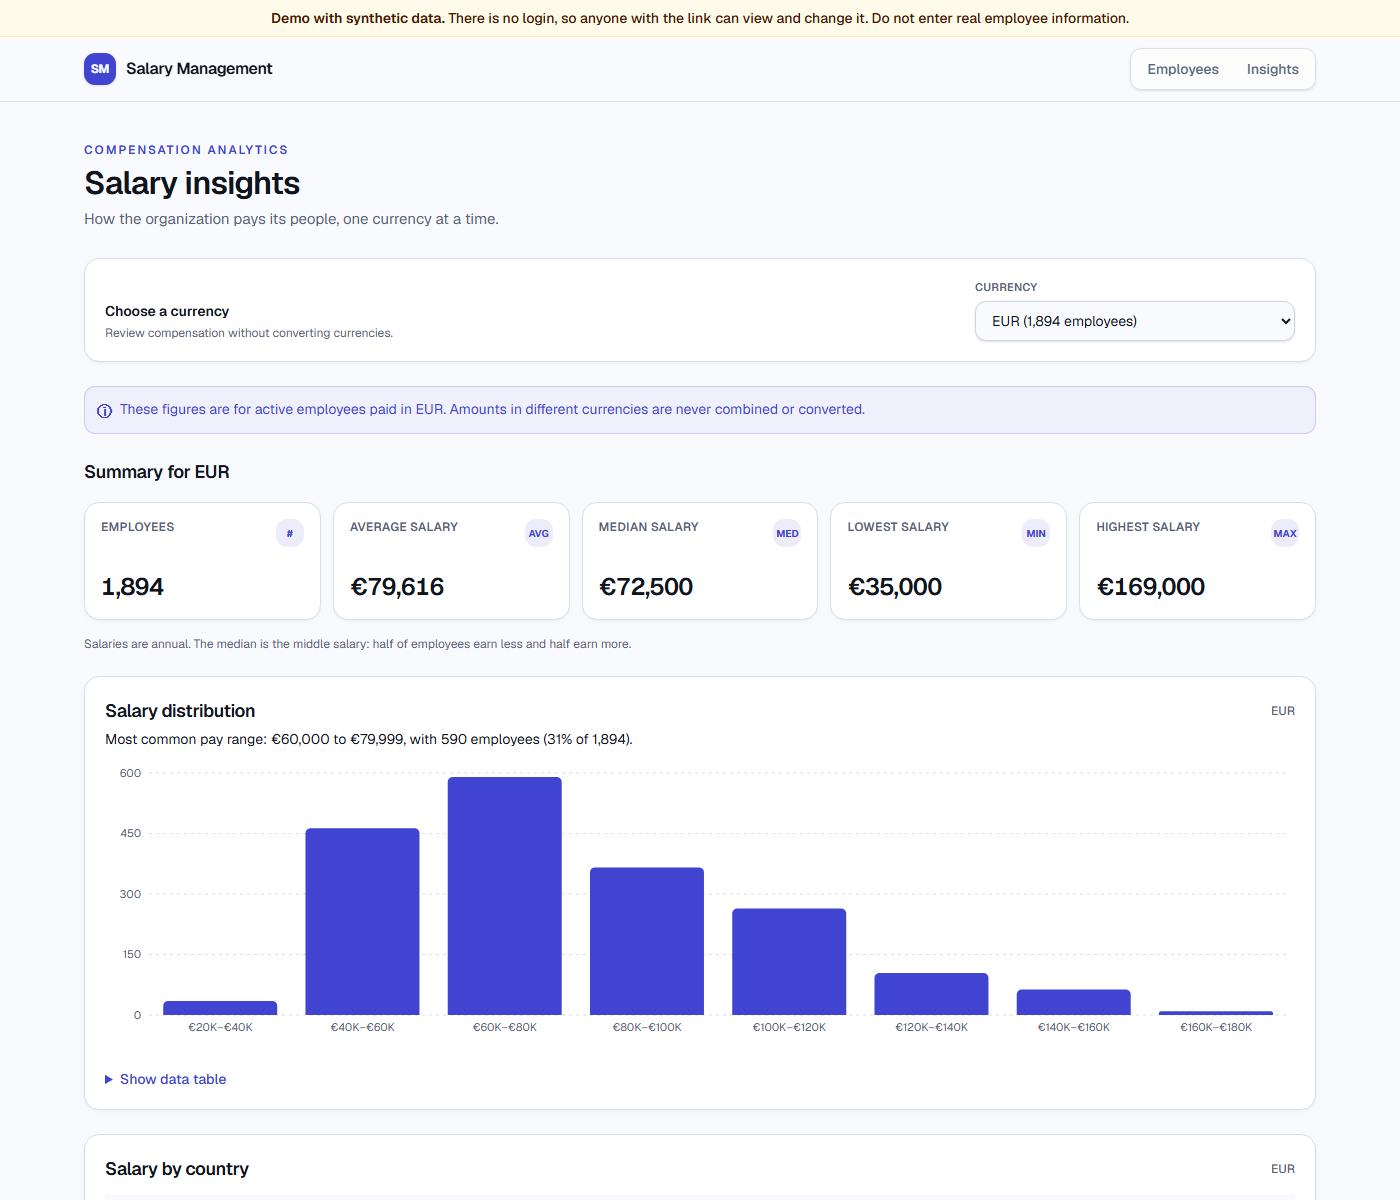 Demo with synthetic data. There is no login, so anyone with the link can view and change it. Do not enter real employee information.
SM Salary Management
Employees Insights
COMPENSATION ANALYTICS
Salary insights
How the organization pays its people, one currency at a time.
CURRENCY
Choose a currency
EUR (1,894 employees)
Review compensation without converting currencies.
These figures are for active employees paid in EUR. Amounts in different currencies are never combined or converted.
Summary for EUR
EMPLOYEES # AVERAGE SALARY AVG MEDIAN SALARY MED LOWEST SALARY MIN HIGHEST SALARY MAX
1,894 €79,616 €72,500 €35,000 €169,000
Salaries are annual. The median is the middle salary: half of employees earn less and half earn more.
Salary distribution EUR
Most common pay range: €60,000 to €79,999, with 590 employees (31% of 1,894).
600
450
300
150
0
€20K–€40K €40K–€60K €60K–€80K €80K–€100K €100K–€120K €120K–€140K €140K–€160K €160K–€180K
Show data table
Salary by country EUR